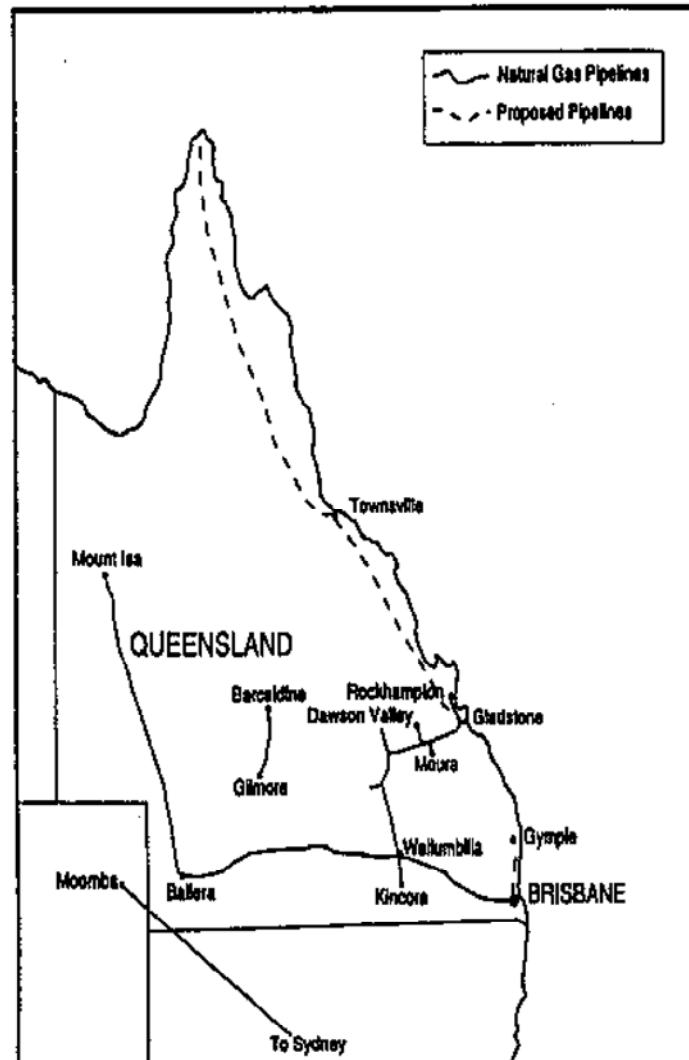 Natural Gas Pipelines
Proposed Pipelines
Townsville
Mount Isa
QUEENSLAND
Barcaldine
Rockhampton
Dawson Valley
Gladstone
Moura
Gilmore
Gympie
Wallumbilla
Moomba
Ballera
Kincora
BRISBANE
To Sydney